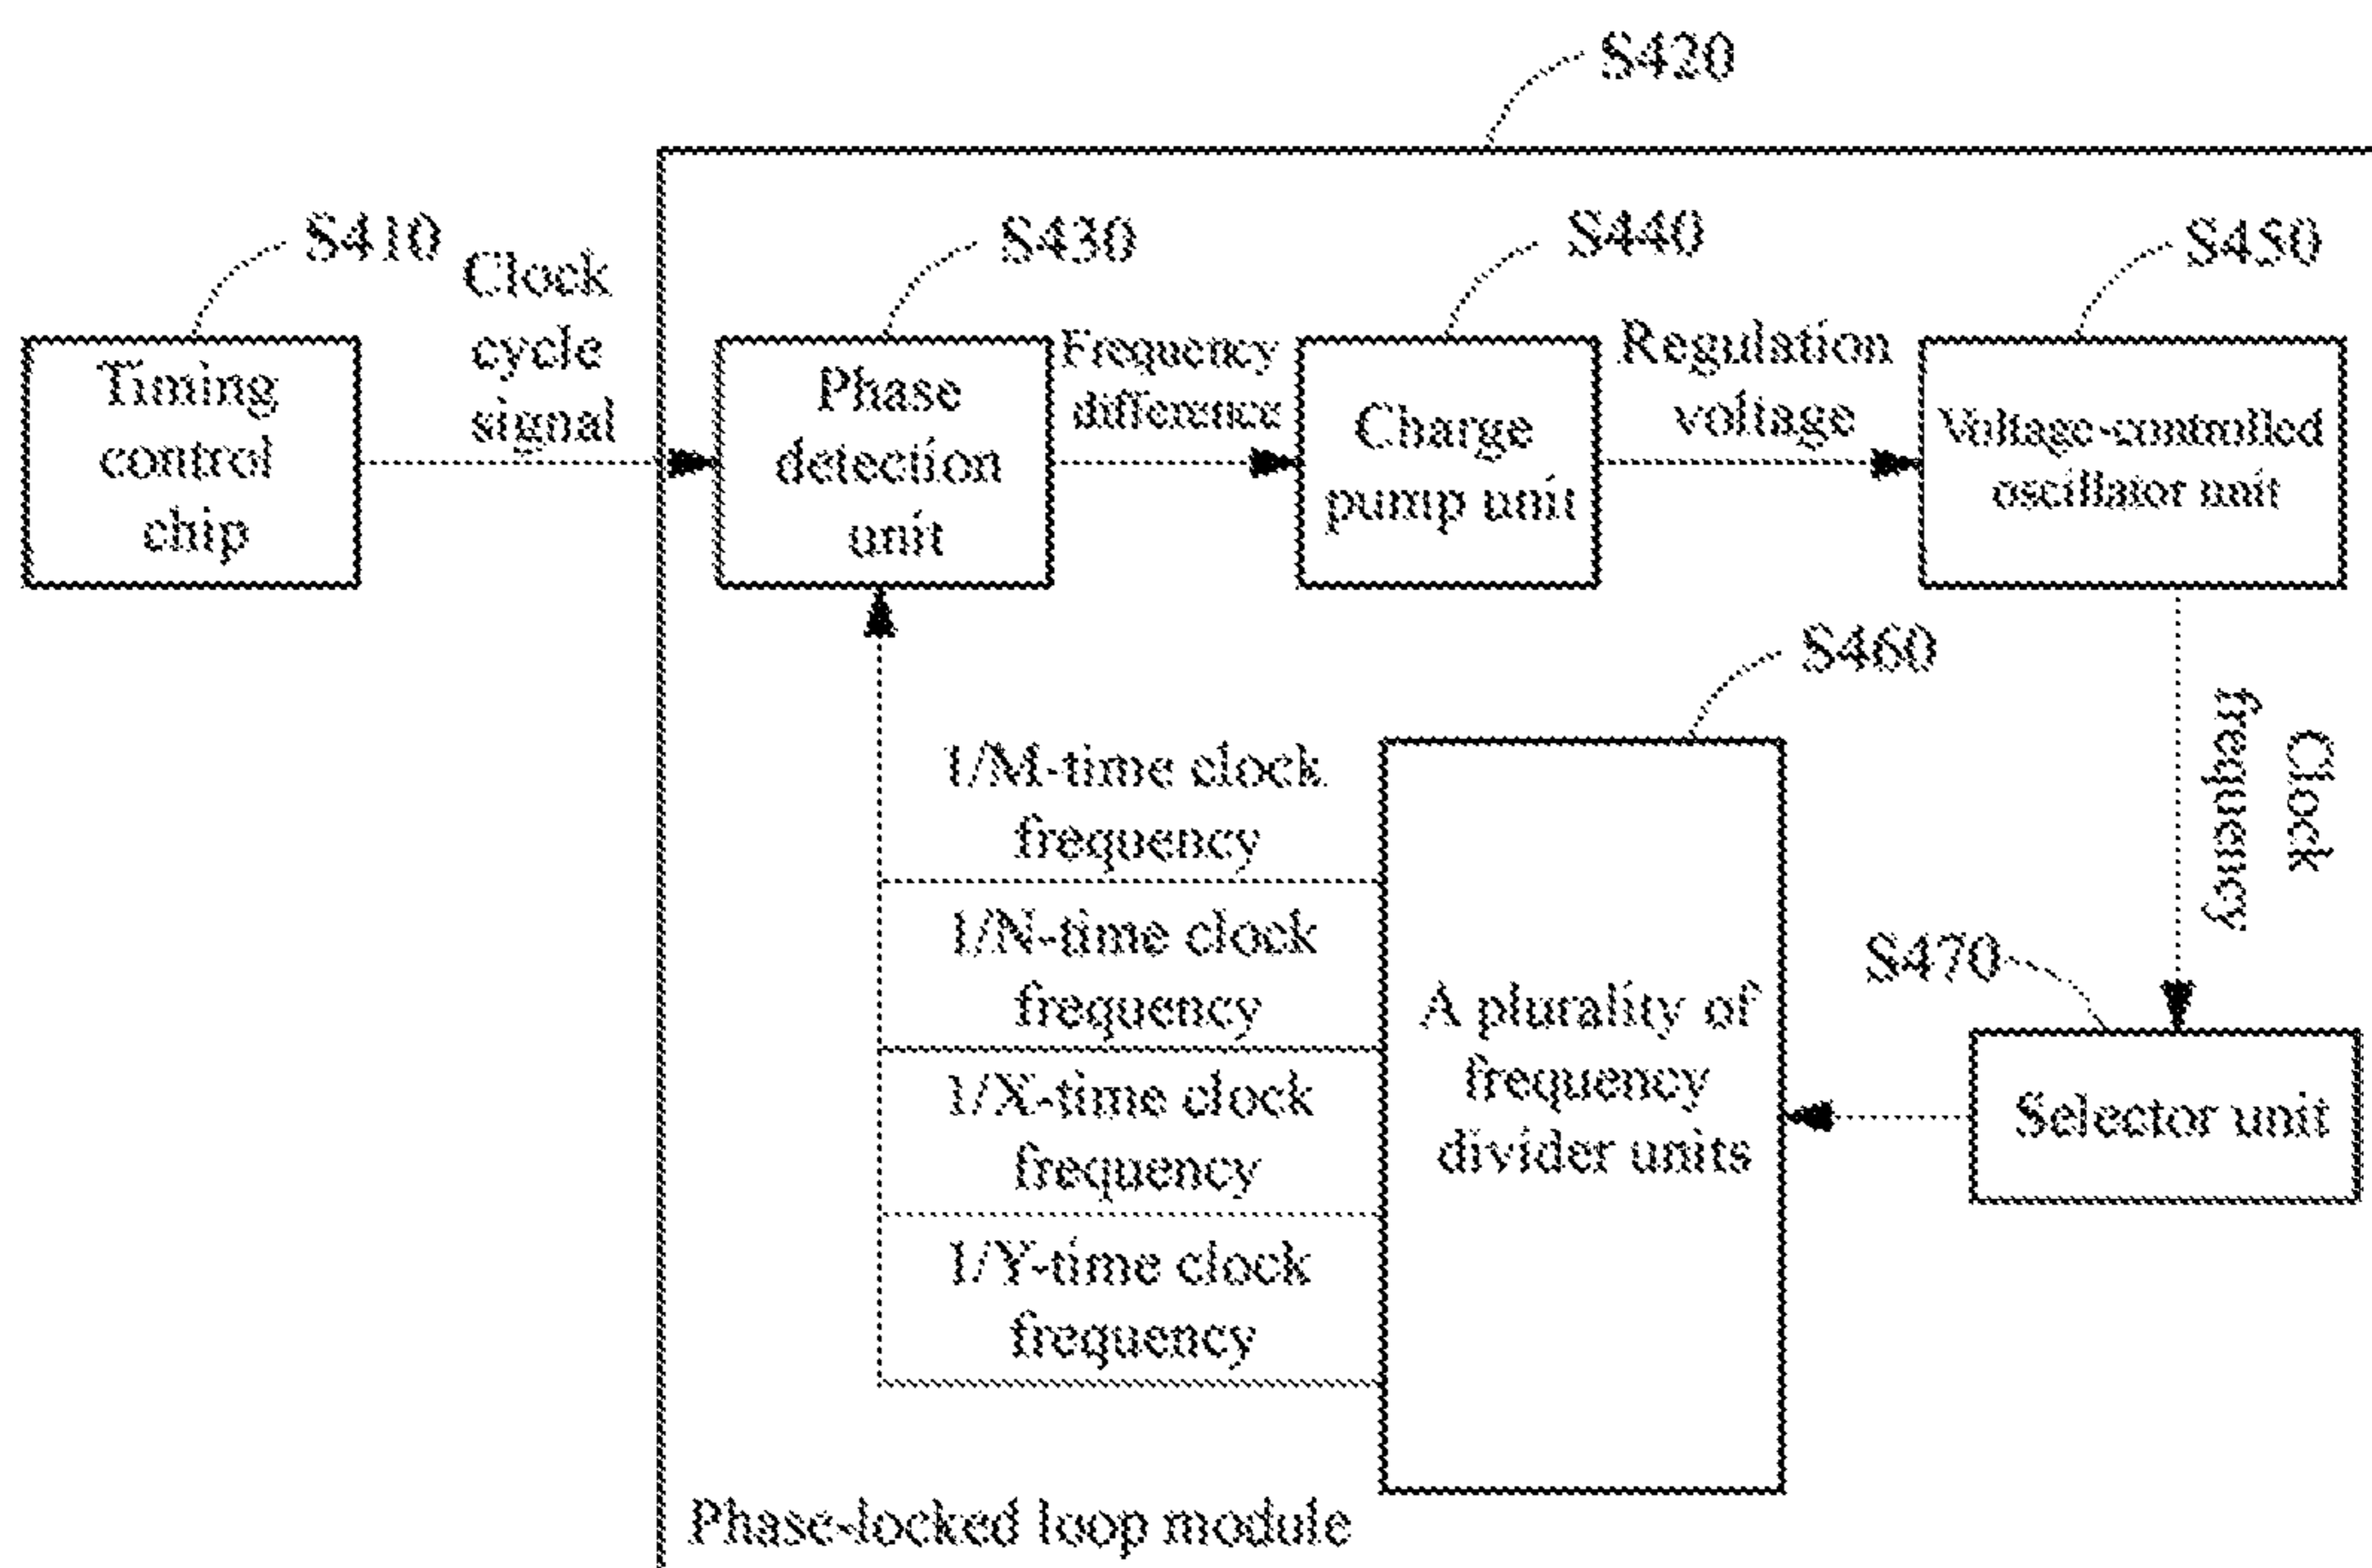 S420
S410
S430
S440
S450
Clock
cycle
signal
Timing
control
chip
Phase
detection
unit
Frequency
difference
Charge
pump unit
Regulation
voltage
Voltage-controlled
oscillator unit
S460
Clock
frequency
1/M-time clock
frequency
1/N-time clock
frequency
1/X-time clock
frequency
1/Y-time clock
frequency
A plurality of
frequency
divider units
S470
Selector unit
Phase-locked loop module